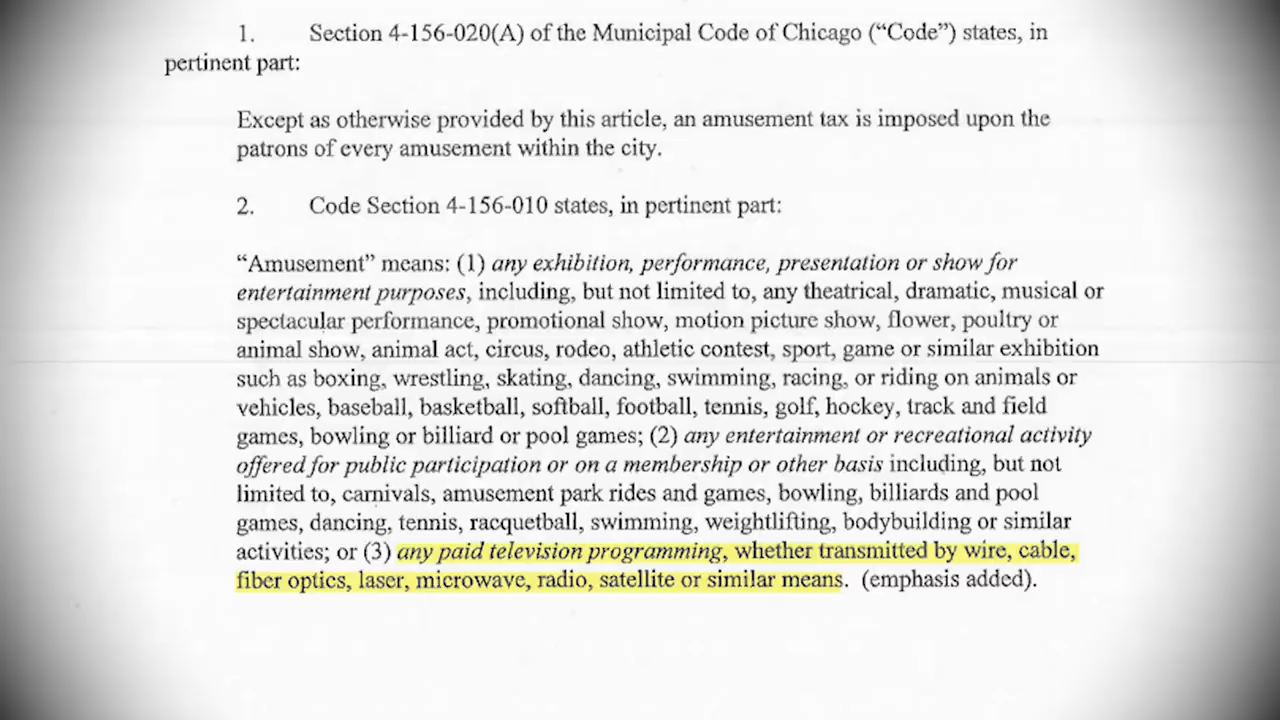 1. Section 4-156-020(A) of the Municipal Code of Chicago (“Code”) states, in
pertinent part:
Except as otherwise provided by this article, an amusement tax is imposed upon the
patrons of every amusement within the city.
2. Code Section 4-156-010 states, in pertinent part:
“Amusement” means: (1) any exhibition, performance, presentation or show for
entertainment purposes, including, but not limited to, any theatrical, dramatic, musical or
spectacular performance, promotional show, motion picture show, flower, poultry or
animal show, animal act, circus, rodeo, athletic contest, sport, game or similar exhibition
such as boxing, wrestling, skating, dancing, swimming, racing, or riding on animals or
vehicles, baseball, basketball, softball, football, tennis, golf, hockey, track and field
games, bowling or billiard or pool games; (2) any entertainment or recreational activity
offered for public participation or on a membership or other basis including, but not
limited to, carnivals, amusement park rides and games, bowling, billiards and pool
games, dancing, tennis, racquetball, swimming, weightlifting, bodybuilding or similar
activities; or (3) any paid television programming, whether transmitted by wire, cable,
fiber optics, laser, microwave, radio, satellite or similar means. (emphasis added).